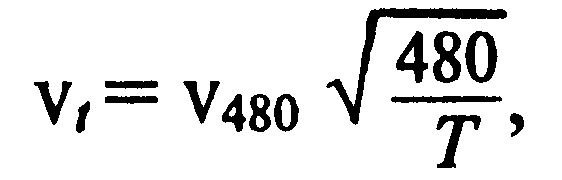 v_t = v_480 √(480/T),